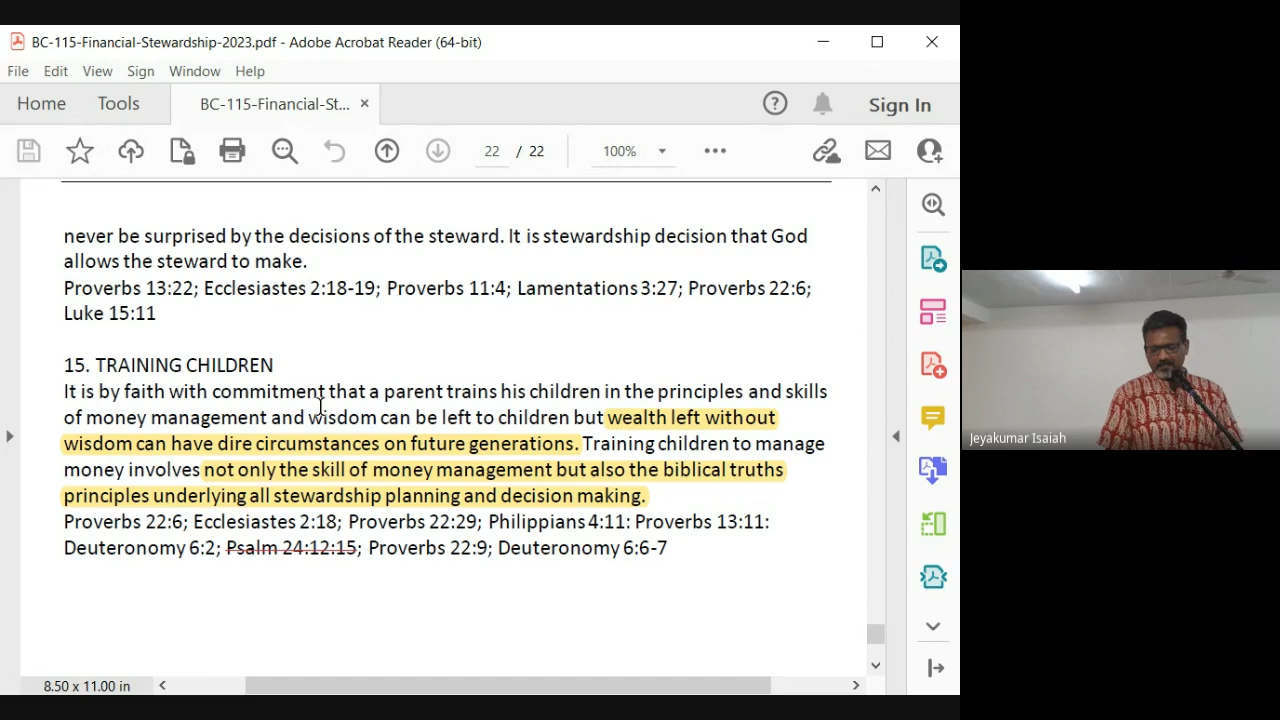 BC-115-Financial-Stewardship-2023.pdf - Adobe Acrobat Reader (64-bit)
File Edit View Sign Window Help
Home Tools BC-115-Financial-St... × Sign In
22 / 22 100%
never be surprised by the decisions of the steward. It is stewardship decision that God
allows the steward to make.
Proverbs 13:22; Ecclesiastes 2:18-19; Proverbs 11:4; Lamentations 3:27; Proverbs 22:6;
Luke 15:11
15. TRAINING CHILDREN
It is by faith with commitment that a parent trains his children in the principles and skills
of money management and wisdom can be left to children but wealth left without
wisdom can have dire circumstances on future generations. Training children to manage
money involves not only the skill of money management but also the biblical truths
principles underlying all stewardship planning and decision making.
Proverbs 22:6; Ecclesiastes 2:18; Proverbs 22:29; Philippians 4:11: Proverbs 13:11:
Deuteronomy 6:2; Psalm 24:12:15; Proverbs 22:9; Deuteronomy 6:6-7
8.50 x 11.00 in
Jeyakumar Isaiah